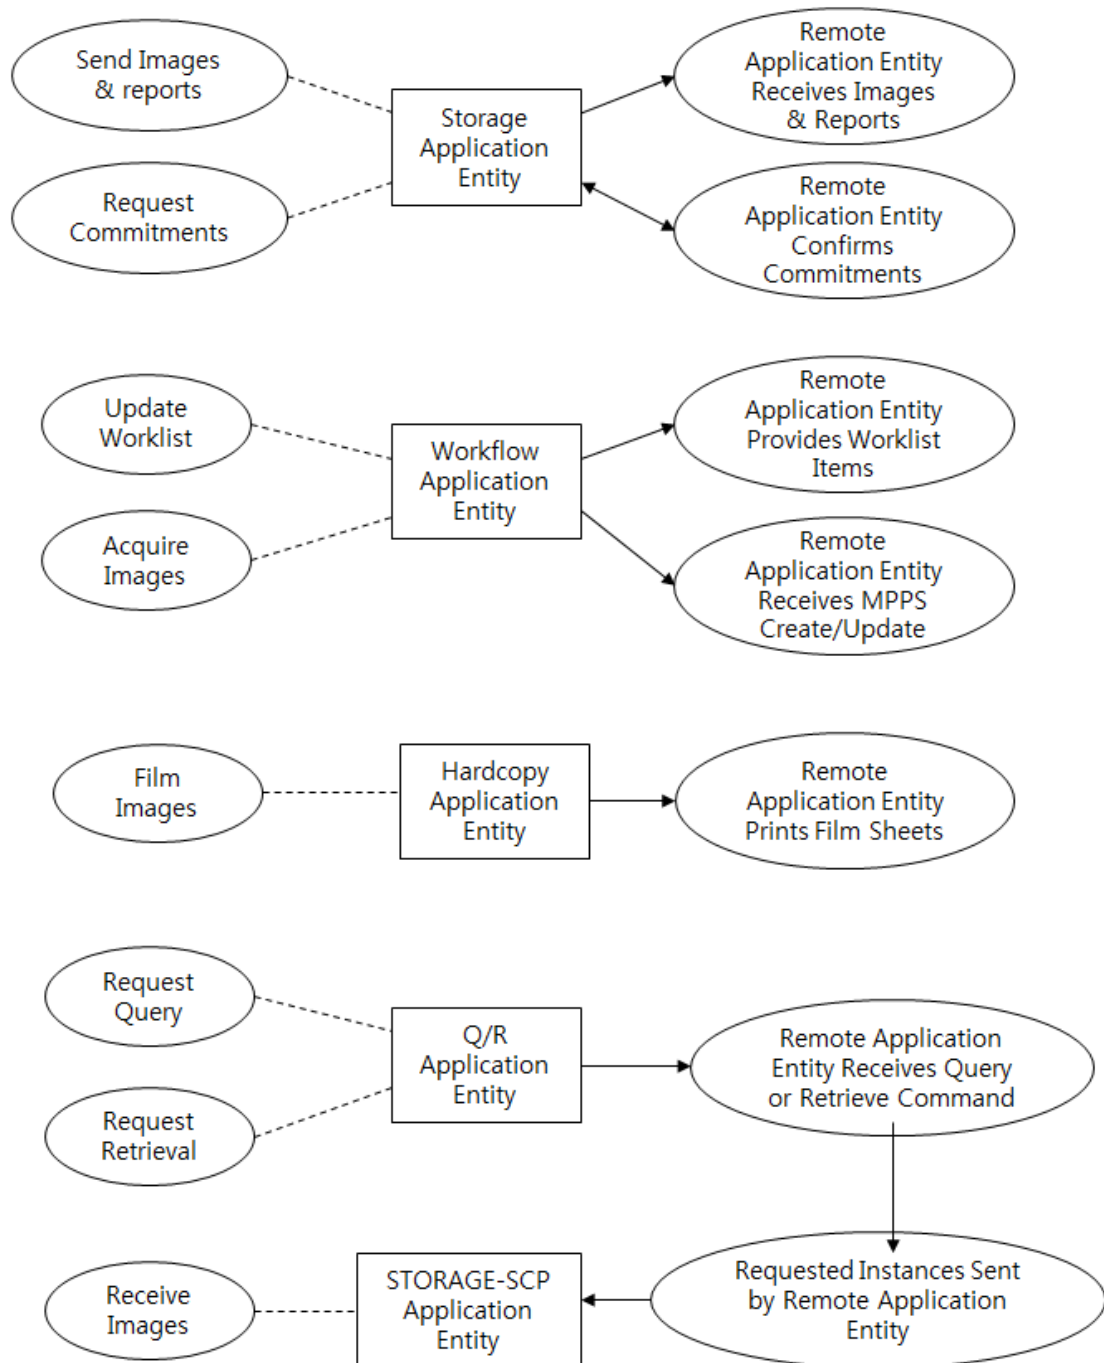 Send Images
& reports
Request
Commitments
Storage
Application
Entity
Remote
Application Entity
Receives Images
& Reports
Remote
Application Entity
Confirms
Commitments
Update
Worklist
Acquire
Images
Workflow
Application
Entity
Remote
Application Entity
Provides Worklist
Items
Remote
Application Entity
Receives MPPS
Create/Update
Film
Images
Hardcopy
Application
Entity
Remote
Application Entity
Prints Film Sheets
Request
Query
Request
Retrieval
Q/R
Application
Entity
Remote Application
Entity Receives Query
or Retrieve Command
Receive
Images
STORAGE-SCP
Application
Entity
Requested Instances Sent
by Remote Application
Entity